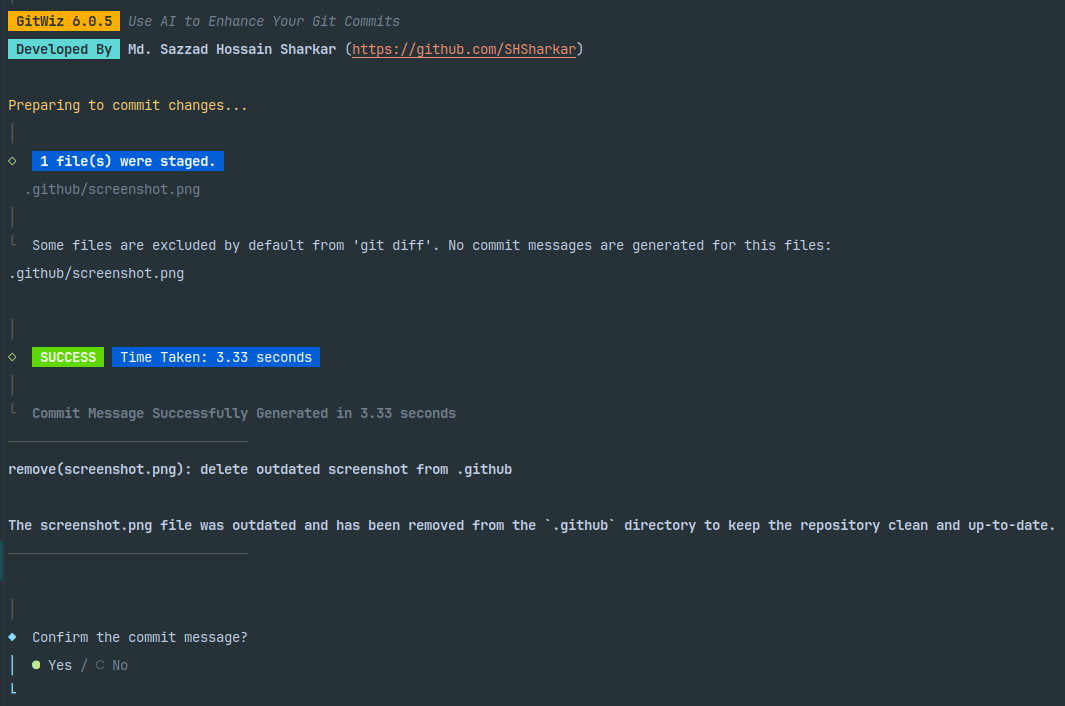 GitWiz 6.0.5 Use AI to Enhance Your Git Commits
Developed By Md. Sazzad Hossain Sharkar (https://github.com/SHSharkar)
Preparing to commit changes...
1 file(s) were staged.
.github/screenshot.png
Some files are excluded by default from 'git diff'. No commit messages are generated for this files:
.github/screenshot.png
SUCCESS Time Taken: 3.33 seconds
Commit Message Successfully Generated in 3.33 seconds
remove(screenshot.png): delete outdated screenshot from .github
The screenshot.png file was outdated and has been removed from the `.github` directory to keep the repository clean and up-to-date.
Confirm the commit message?
Yes / No